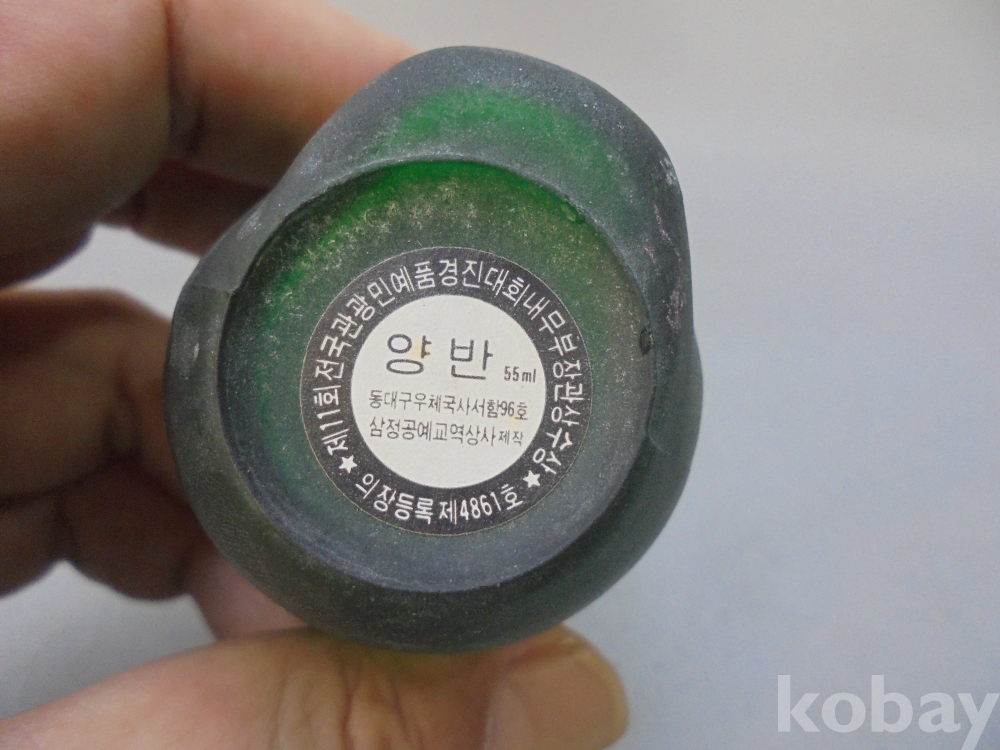 제11회전국관광민예품경진대회내무부장관상수상
양반 55ml
동대구우체국사서함96호
삼정공예교역상사제작
★의장등록제4861호★
kobay